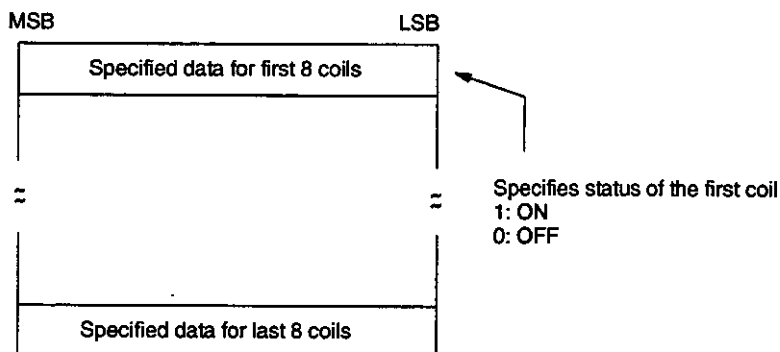 MSB LSB
Specified data for first 8 coils
Specifies status of the first coil
1: ON
0: OFF
Specified data for last 8 coils